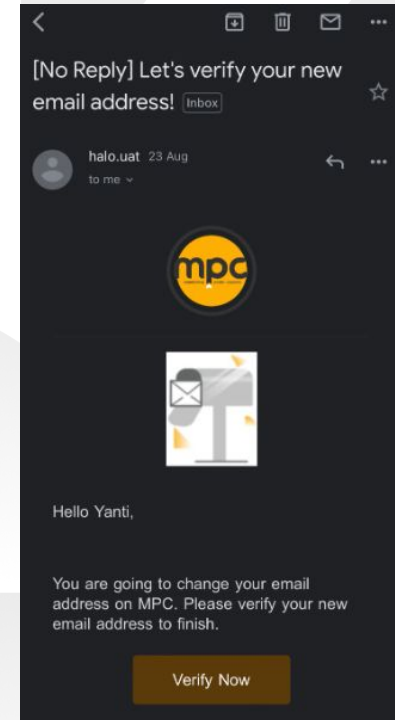 [No Reply] Let's verify your new
email address! Inbox
halo.uat 23 Aug
to me
mpc
Hello Yanti,
You are going to change your email
address on MPC. Please verify your new
email address to finish.
Verify Now